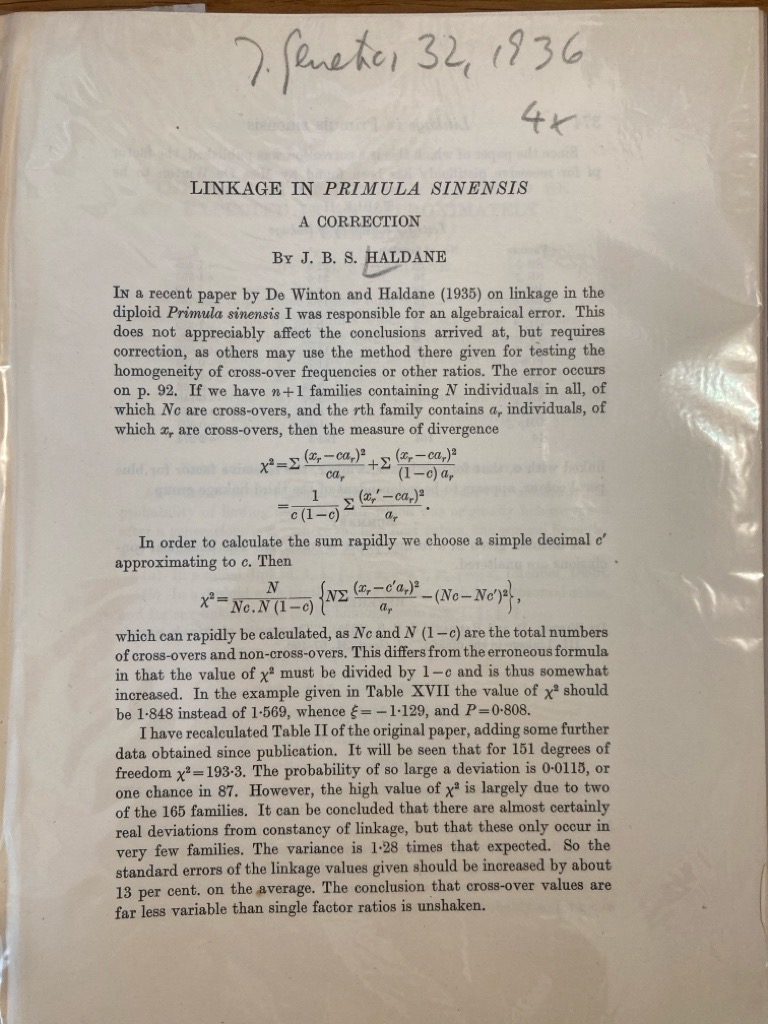 J. Genetics 32, 1936
4x
LINKAGE IN PRIMULA SINENSIS
A CORRECTION
By J. B. S. HALDANE
In a recent paper by De Winton and Haldane (1935) on linkage in the
diploid Primula sinensis I was responsible for an algebraical error. This
does not appreciably affect the conclusions arrived at, but requires
correction, as others may use the method there given for testing the
homogeneity of cross-over frequencies or other ratios. The error occurs
on p. 92. If we have n+1 families containing N individuals in all, of
which Nc are cross-overs, and the rth family contains aᵣ individuals, of
which xᵣ are cross-overs, then the measure of divergence
χ²=Σ (xᵣ−caᵣ)²/caᵣ +Σ (xᵣ−caᵣ)²/(1−c) aᵣ
= 1/c (1−c) Σ (xᵣ′−caᵣ)²/aᵣ .
In order to calculate the sum rapidly we choose a simple decimal c′
approximating to c. Then
χ²= N/Nc.N (1−c) {NΣ (xᵣ−c′aᵣ)²/aᵣ −(Nc−Nc′)²},
which can rapidly be calculated, as Nc and N (1−c) are the total numbers
of cross-overs and non-cross-overs. This differs from the erroneous formula
in that the value of χ² must be divided by 1−c and is thus somewhat
increased. In the example given in Table XVII the value of χ² should
be 1·848 instead of 1·569, whence ξ= −1·129, and P=0·808.
I have recalculated Table II of the original paper, adding some further
data obtained since publication. It will be seen that for 151 degrees of
freedom χ²=193·3. The probability of so large a deviation is 0·0115, or
one chance in 87. However, the high value of χ² is largely due to two
of the 165 families. It can be concluded that there are almost certainly
real deviations from constancy of linkage, but that these only occur in
very few families. The variance is 1·28 times that expected. So the
standard errors of the linkage values given should be increased by about
13 per cent. on the average. The conclusion that cross-over values are
far less variable than single factor ratios is unshaken.